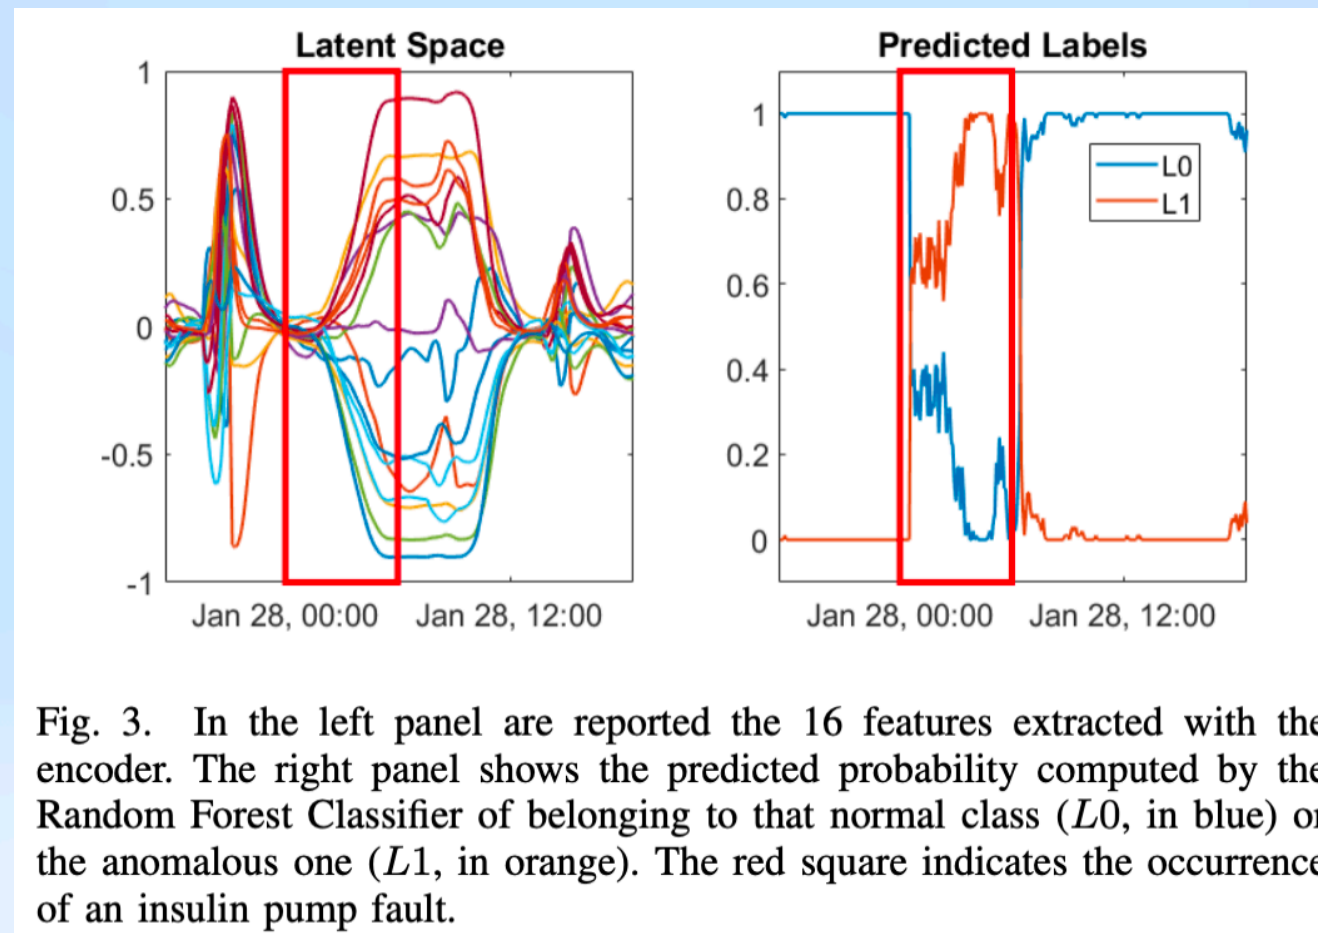 Latent Space
1
0.5
0
-0.5
-1
Jan 28, 00:00 Jan 28, 12:00
Predicted Labels
1
0.8
0.6
0.4
0.2
0
L0
L1
Jan 28, 00:00 Jan 28, 12:00
Fig. 3. In the left panel are reported the 16 features extracted with the
encoder. The right panel shows the predicted probability computed by the
Random Forest Classifier of belonging to that normal class (L0, in blue) or
the anomalous one (L1, in orange). The red square indicates the occurrence
of an insulin pump fault.